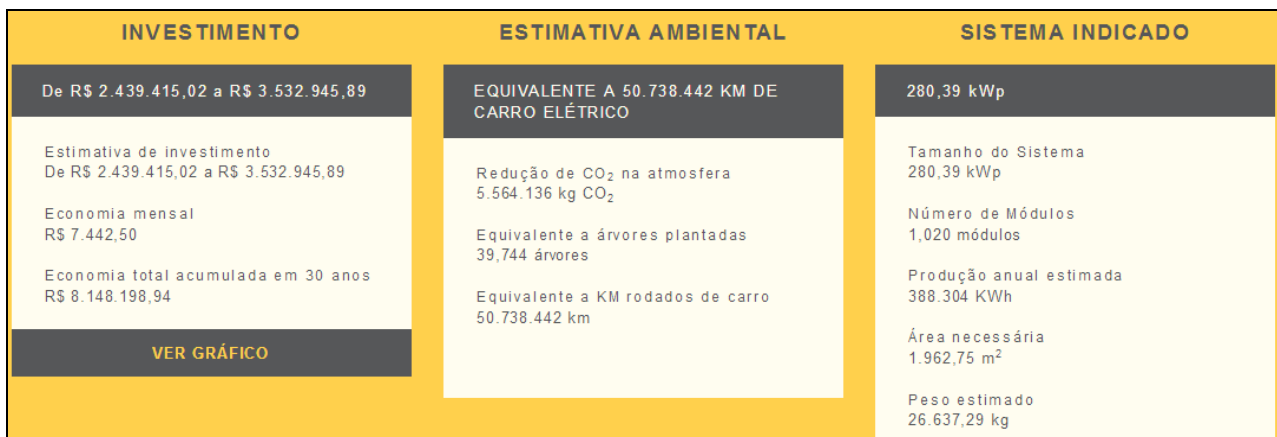 INVESTIMENTO
De R$ 2.439.415,02 a R$ 3.532.945,89
Estimativa de investimento
De R$ 2.439.415,02 a R$ 3.532.945,89
Economia mensal
R$ 7.442,50
Economia total acumulada em 30 anos
R$ 8.148.198,94
VER GRÁFICO
ESTIMATIVA AMBIENTAL
EQUIVALENTE A 50.738.442 KM DE
CARRO ELÉTRICO
Redução de CO₂ na atmosfera
5.564.136 kg CO₂
Equivalente a árvores plantadas
39,744 árvores
Equivalente a KM rodados de carro
50.738.442 km
SISTEMA INDICADO
280,39 kWp
Tamanho do Sistema
280,39 kWp
Número de Módulos
1,020 módulos
Produção anual estimada
388.304 KWh
Área necessária
1.962,75 m²
Peso estimado
26.637,29 kg